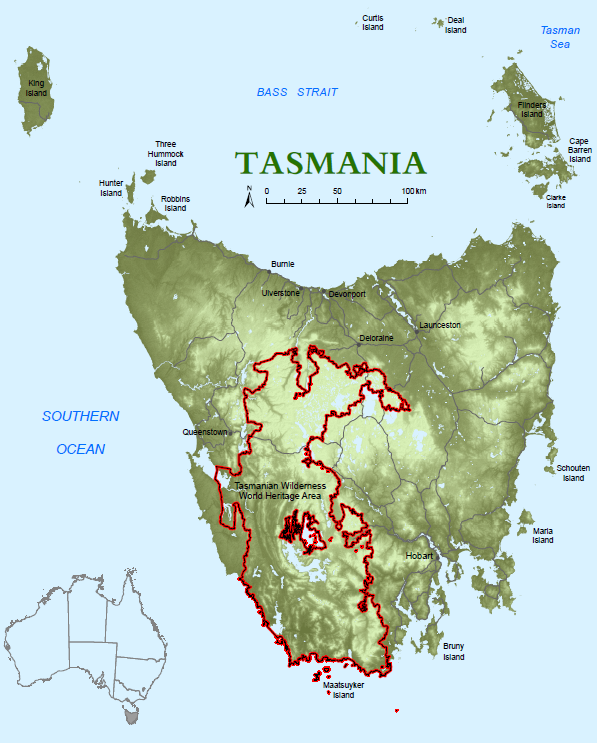 Curtis
Island
Deal
Island
Tasman
Sea
King
Island
BASS STRAIT
Flinders
Island
Cape
Barren
Island
Three
Hummock
Island
TASMANIA
Hunter
Island
N
0 25 50 100 km
Robbins
Island
Clarke
Island
Burnie
Ulverstone
Devonport
Launceston
Deloraine
SOUTHERN
OCEAN
Queenstown
Schouten
Island
Tasmanian Wilderness
World Heritage Area
Maria
Island
Hobart
Bruny
Island
Maatsuyker
Island